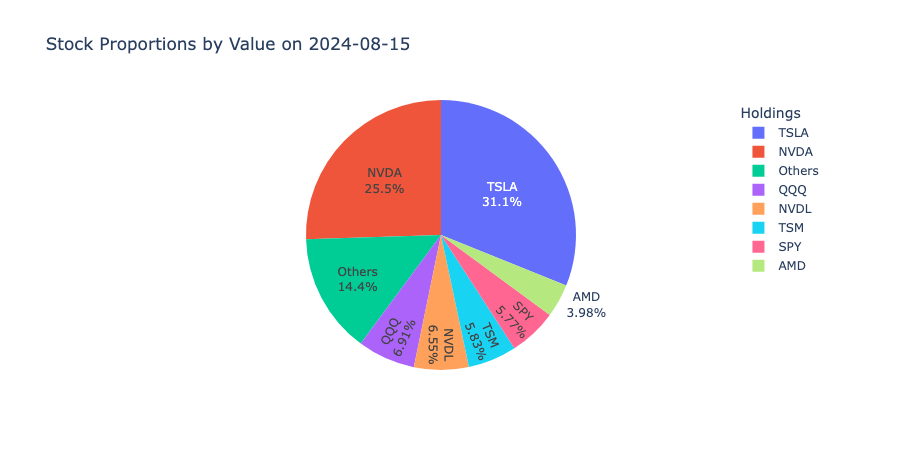 Stock Proportions by Value on 2024-08-15
Holdings
TSLA
NVDA
Others
QQQ
NVDL
TSM
SPY
AMD
TSLA
31.1%
NVDA
25.5%
Others
14.4%
QQQ
6.91%
NVDL
6.55%
TSM
5.83%
SPY
5.77%
AMD
3.98%